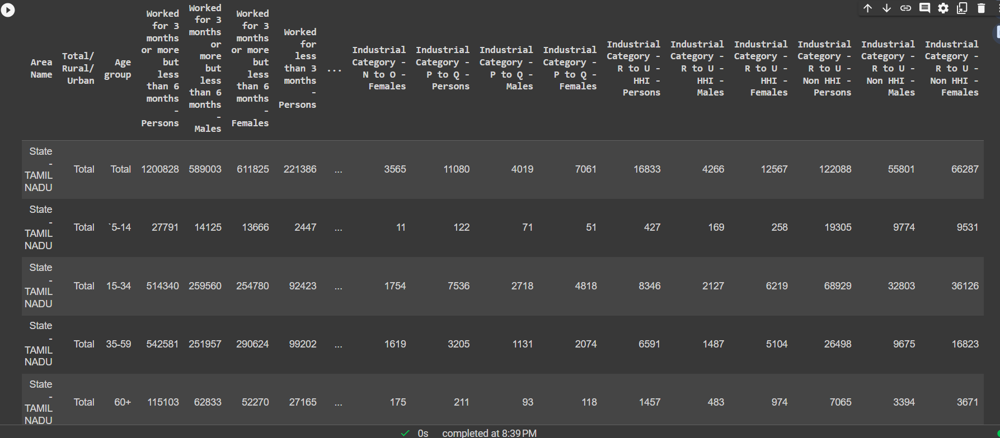 Area Name Total/ Rural/ Urban Age group Worked for 3 months or more but less than 6 months - Persons Worked for 3 months or more but less than 6 months - Males Worked for 3 months or more but less than 6 months - Females Worked for less than 3 months - Persons ... Industrial Category - N to O - Females Industrial Category - P to Q - Persons Industrial Category - P to Q - Males Industrial Category - P to Q - Females Industrial Category - R to U - HHI - Persons Industrial Category - R to U - HHI - Males Industrial Category - R to U - HHI - Females Industrial Category - R to U - Non HHI - Persons Industrial Category - R to U - Non HHI - Males Industrial Category - R to U - Non HHI - Females
State - TAMIL NADU Total Total 1200828 589003 611825 221386 ... 3565 11080 4019 7061 16833 4266 12567 122088 55801 66287
State - TAMIL NADU Total `5-14 27791 14125 13666 2447 ... 11 122 71 51 427 169 258 19305 9774 9531
State - TAMIL NADU Total 15-34 514340 259560 254780 92423 ... 1754 7536 2718 4818 8346 2127 6219 68929 32803 36126
State - TAMIL NADU Total 35-59 542581 251957 290624 99202 ... 1619 3205 1131 2074 6591 1487 5104 26498 9675 16823
State - TAMIL NADU Total 60+ 115103 62833 52270 27165 ... 175 211 93 118 1457 483 974 7065 3394 3671
0s completed at 8:39 PM